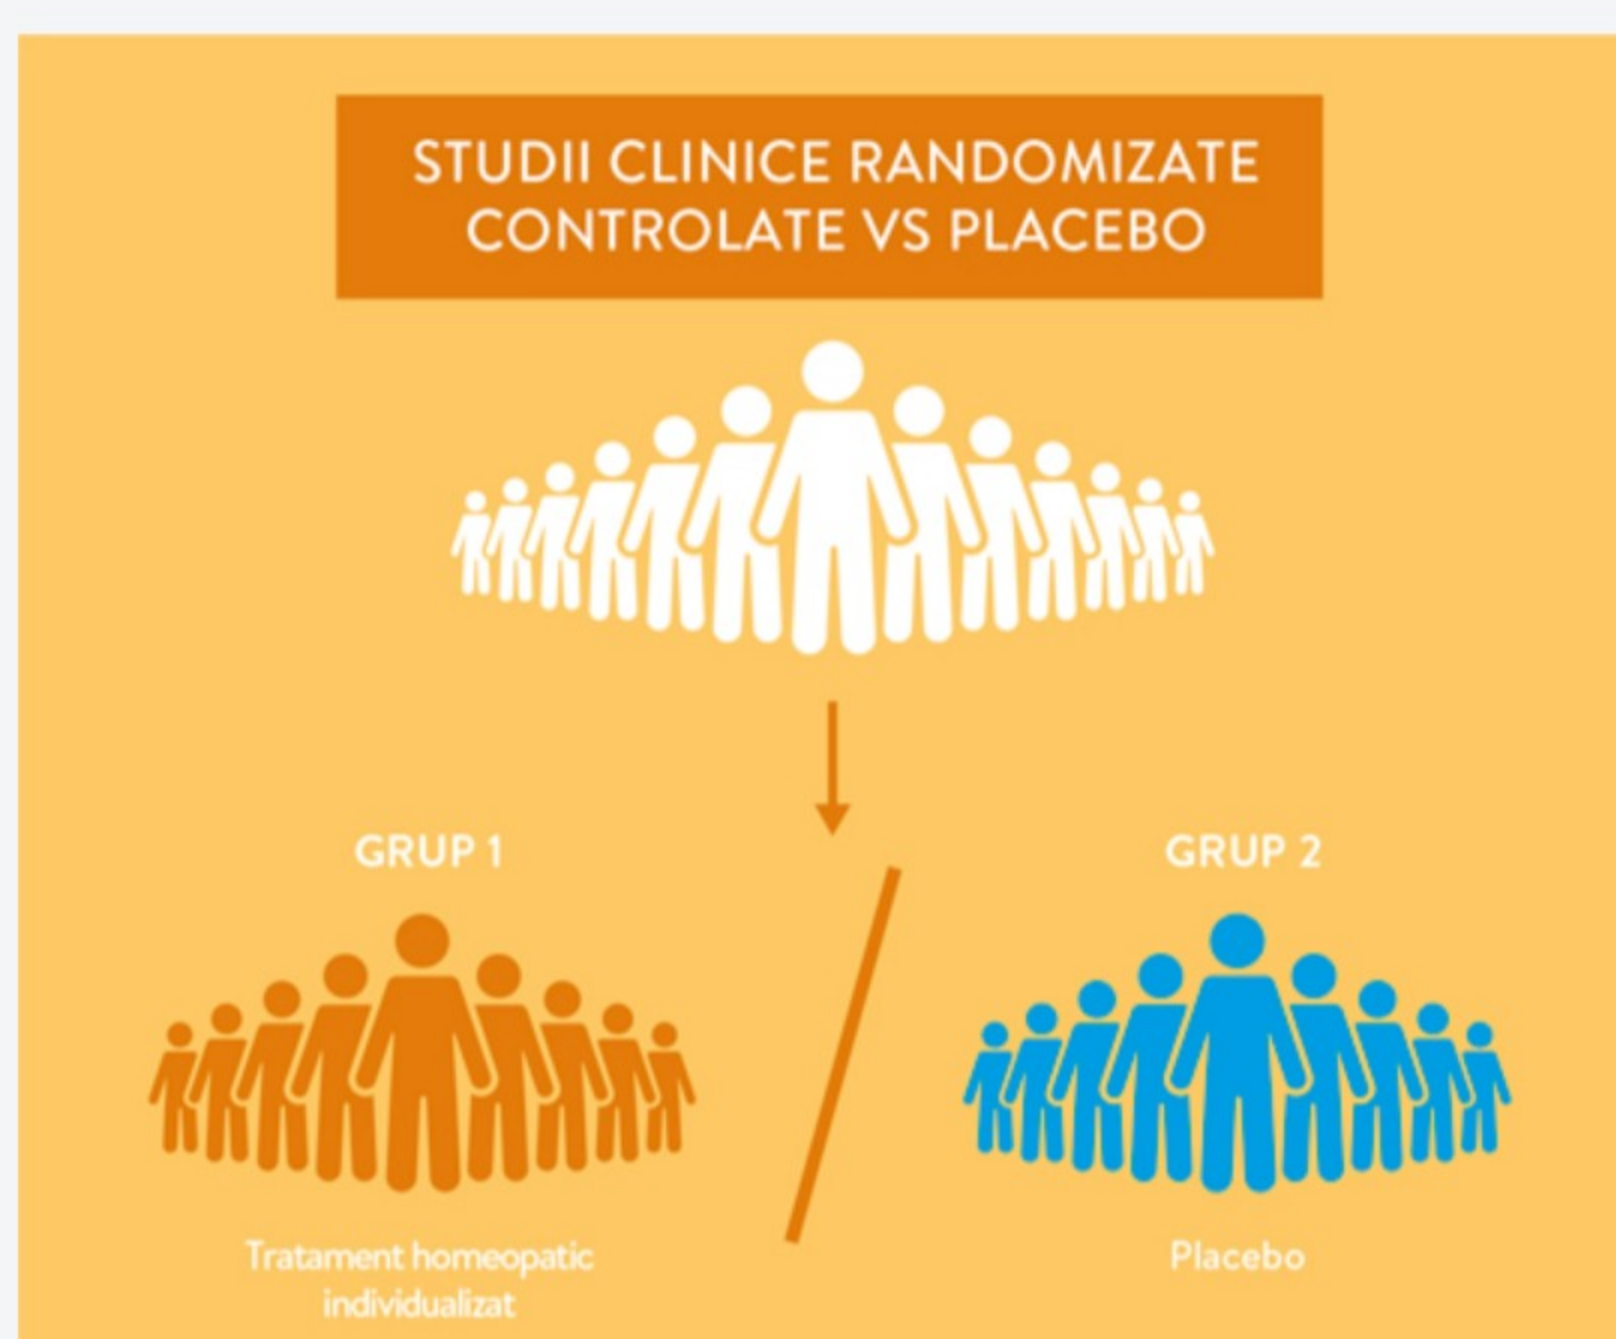 STUDII CLINICE RANDOMIZATE
CONTROLATE VS PLACEBO
GRUP 1
GRUP 2
Tratament homeopatic
individualizat
Placebo